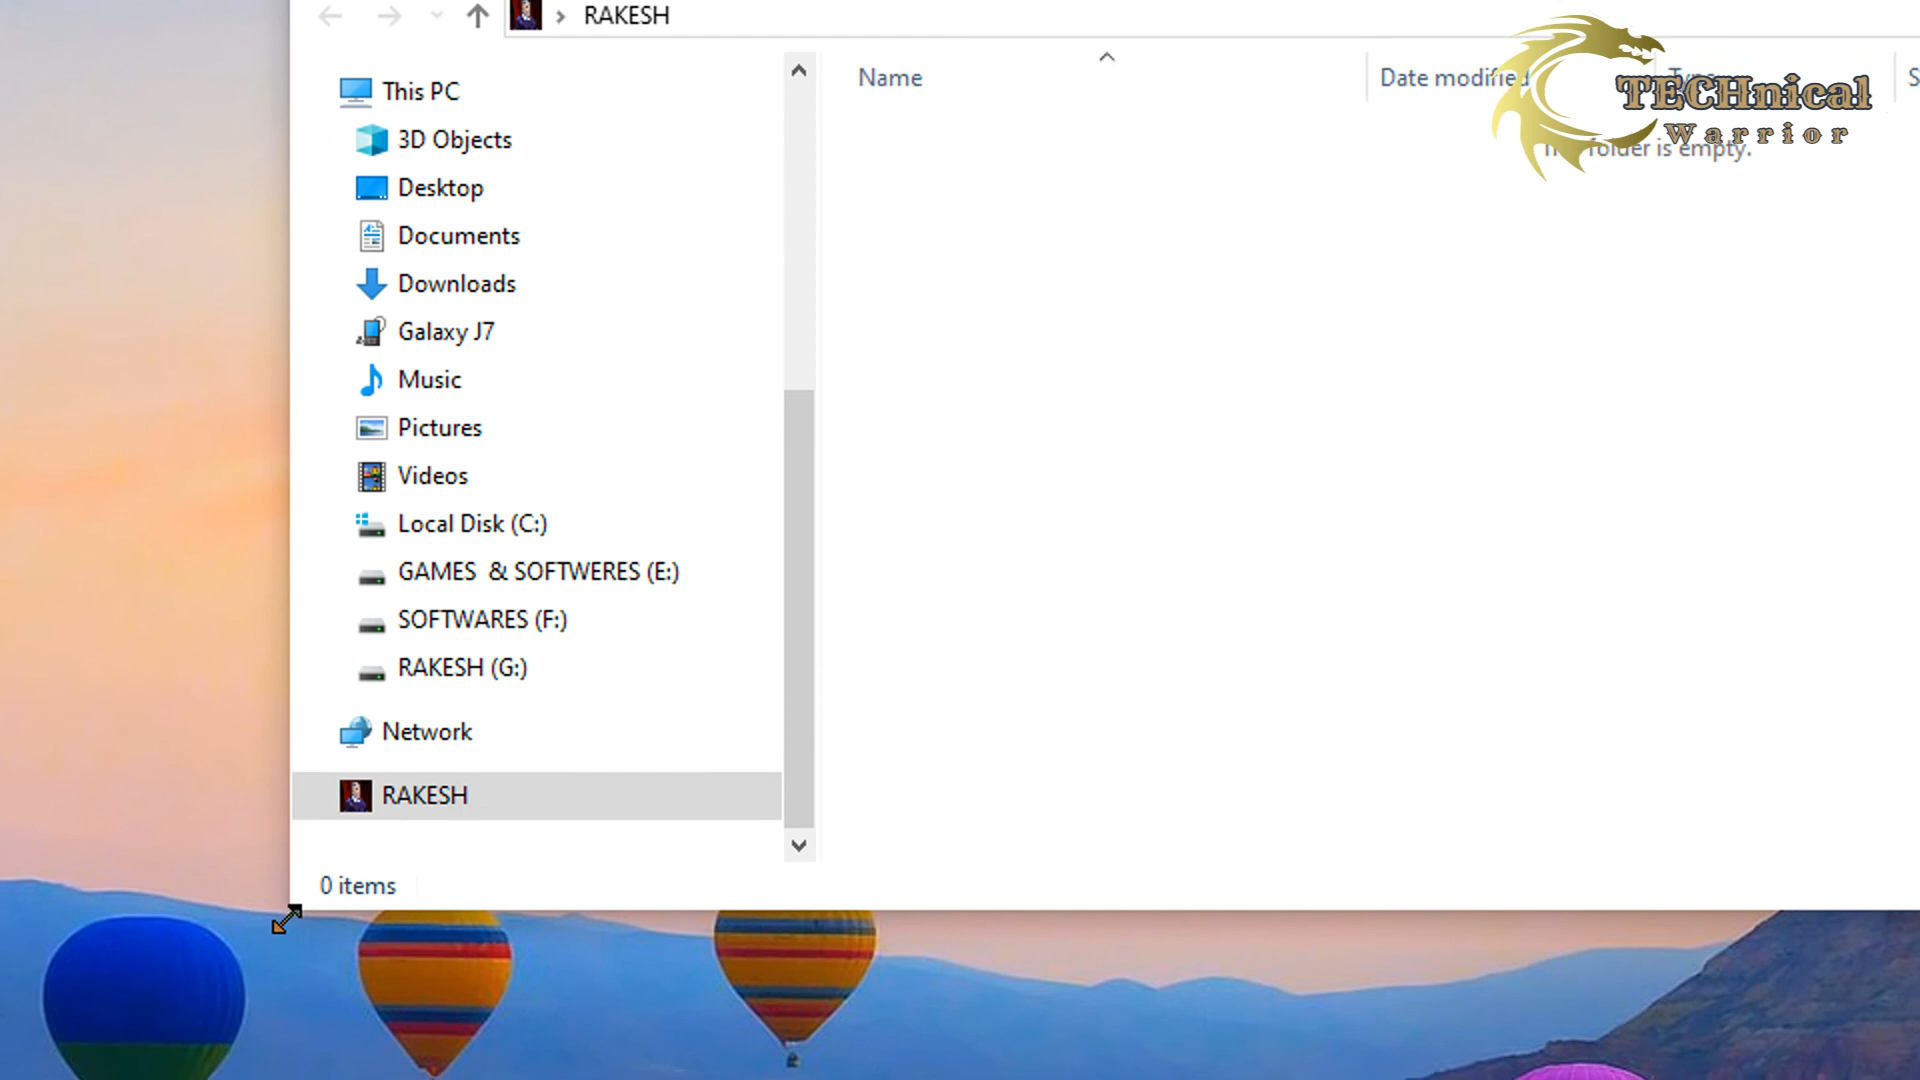 RAKESH
Name
Date modified
Type
TECHnical
Warrior
folder is empty.
This PC
3D Objects
Desktop
Documents
Downloads
Galaxy J7
Music
Pictures
Videos
Local Disk (C:)
GAMES  & SOFTWERES (E:)
SOFTWARES (F:)
RAKESH (G:)
Network
RAKESH
0 items